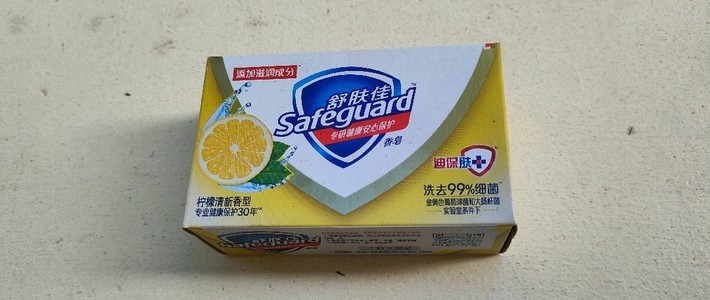 添加滋润成分
舒肤佳
Safeguard
专研健康安心保护
香皂
迪保肤
洗去99%细菌
金黄色葡萄球菌和大肠杆菌
实验室条件下
柠檬清新香型
专业健康保护30年
Safeguard